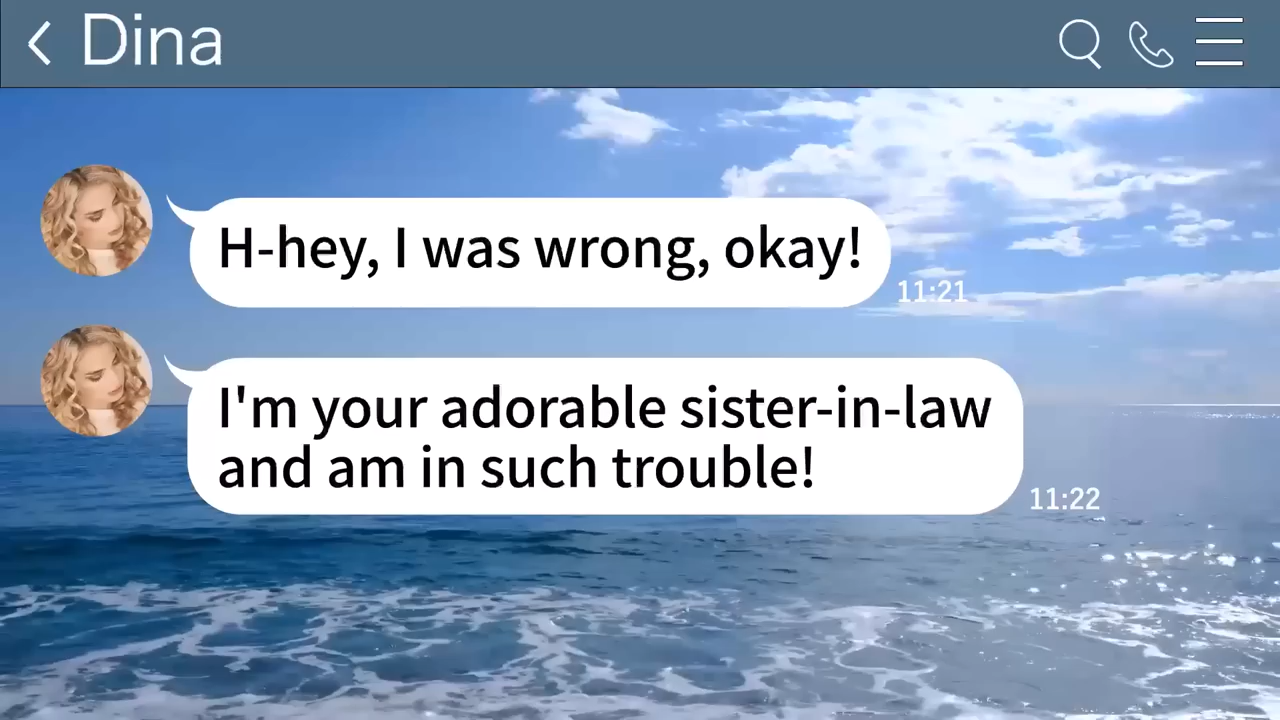 Dina
H-hey, I was wrong, okay!
11:21
I'm your adorable sister-in-law
and am in such trouble!
11:22